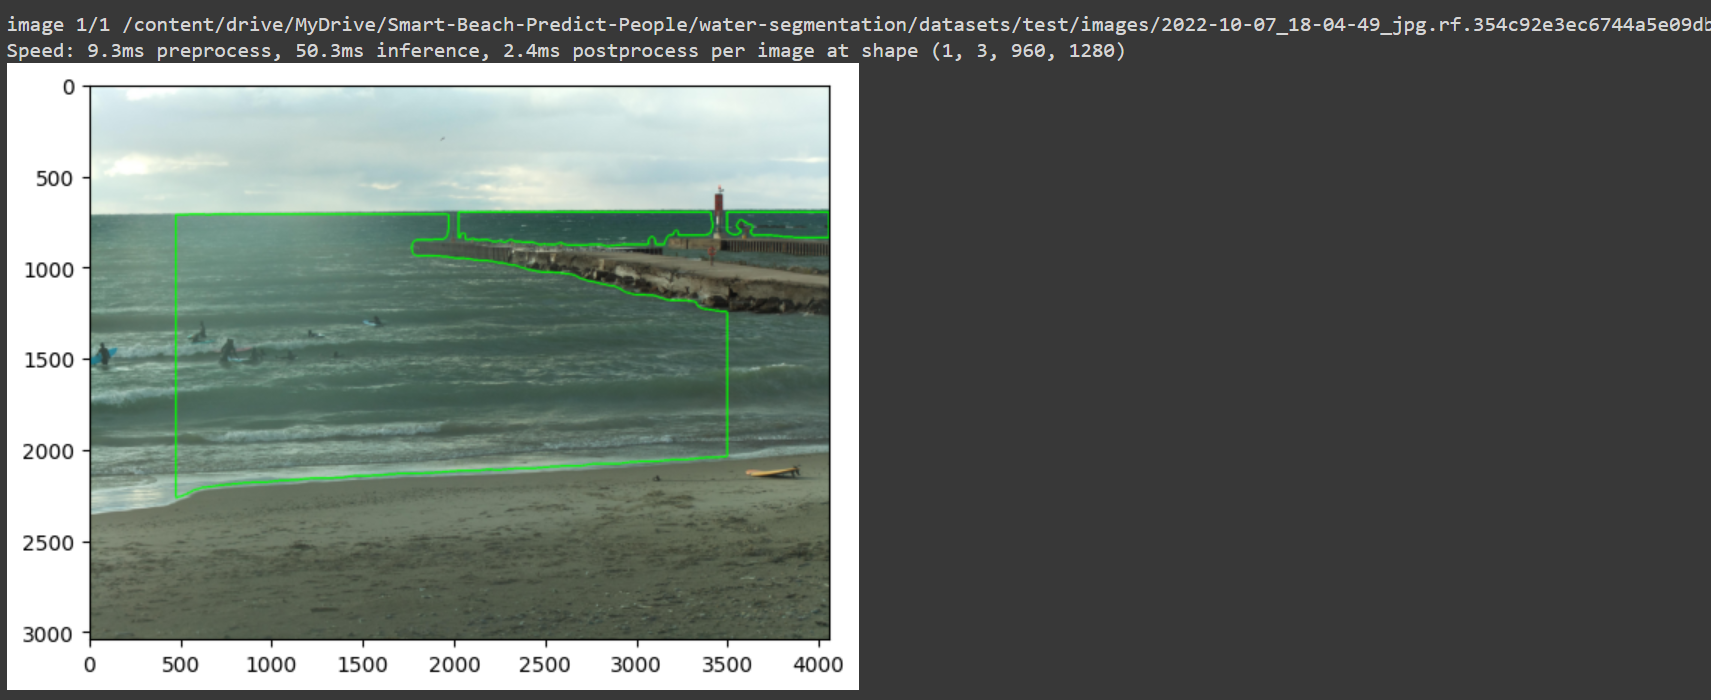 image 1/1 /content/drive/MyDrive/Smart-Beach-Predict-People/water-segmentation/datasets/test/images/2022-10-07_18-04-49_jpg.rf.354c92e3ec6744a5e09db
Speed: 9.3ms preprocess, 50.3ms inference, 2.4ms postprocess per image at shape (1, 3, 960, 1280)
0
500
1000
1500
2000
2500
3000
0 500 1000 1500 2000 2500 3000 3500 4000